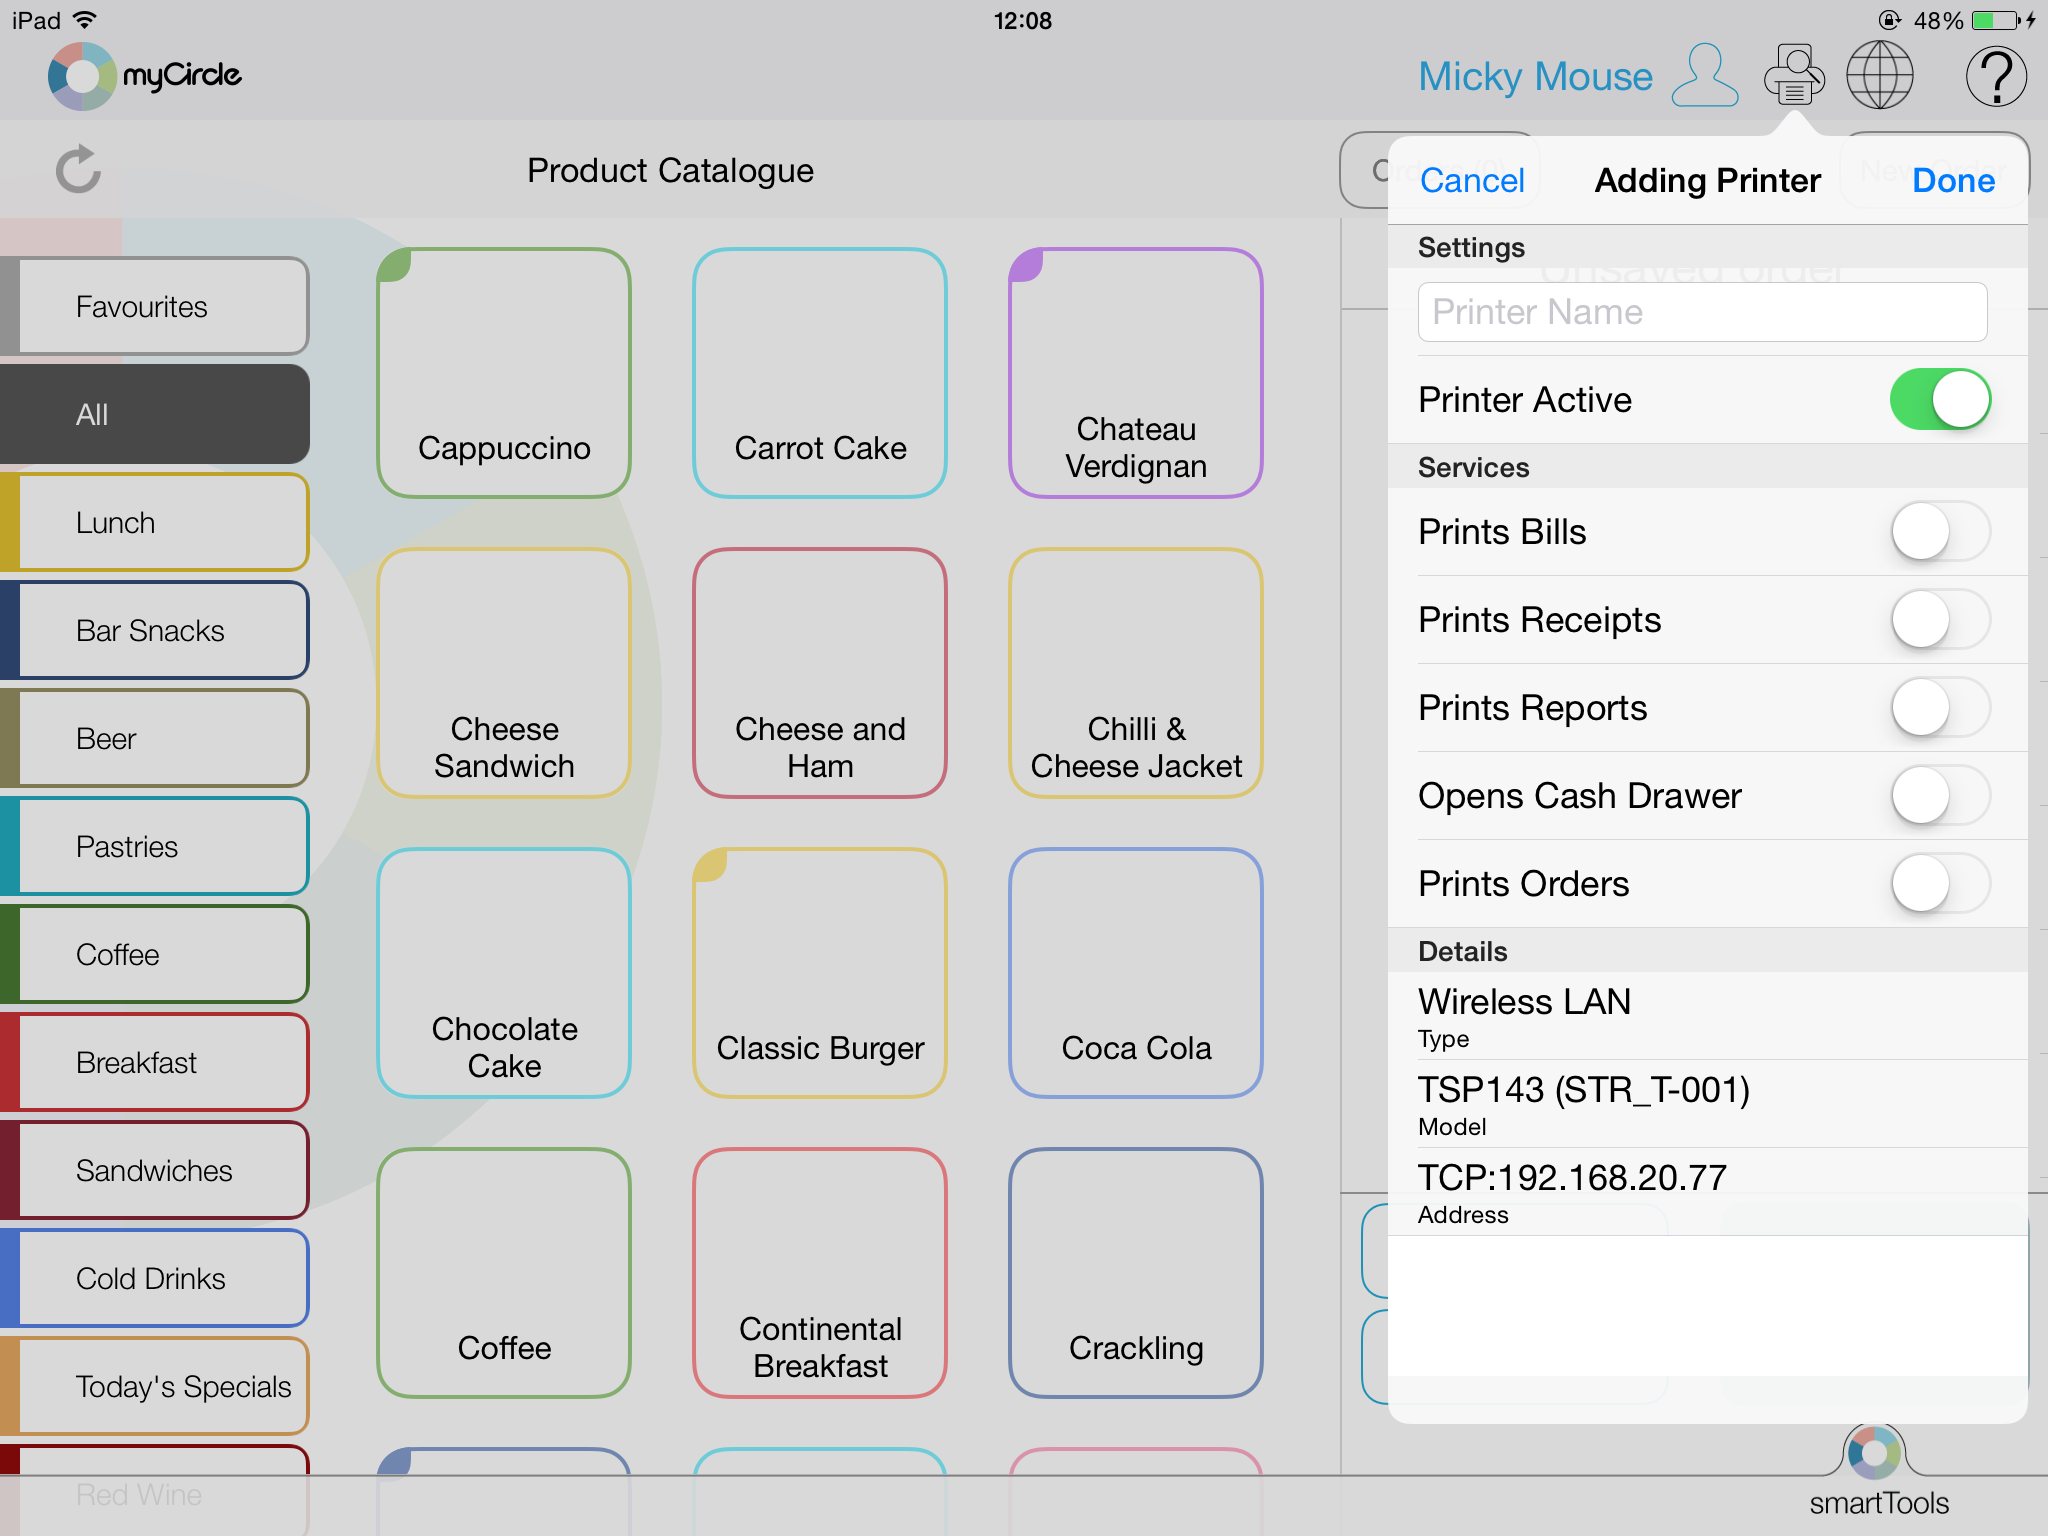 iPad
12:08
48%
myCircle
Micky Mouse
?
Product Catalogue
Cancel
Adding Printer
Done
Settings
Unsaved order
Printer Name
Printer Active
Services
Prints Bills
Prints Receipts
Prints Reports
Opens Cash Drawer
Prints Orders
Details
Wireless LAN
Type
TSP143 (STR_T-001)
Model
TCP:192.168.20.77
Address
Favourites
All
Lunch
Bar Snacks
Beer
Pastries
Coffee
Breakfast
Sandwiches
Cold Drinks
Today's Specials
Red Wine
Cappuccino
Carrot Cake
Chateau
Verdignan
Cheese
Sandwich
Cheese and
Ham
Chilli &
Cheese Jacket
Chocolate
Cake
Classic Burger
Coca Cola
Coffee
Continental
Breakfast
Crackling
smartTools